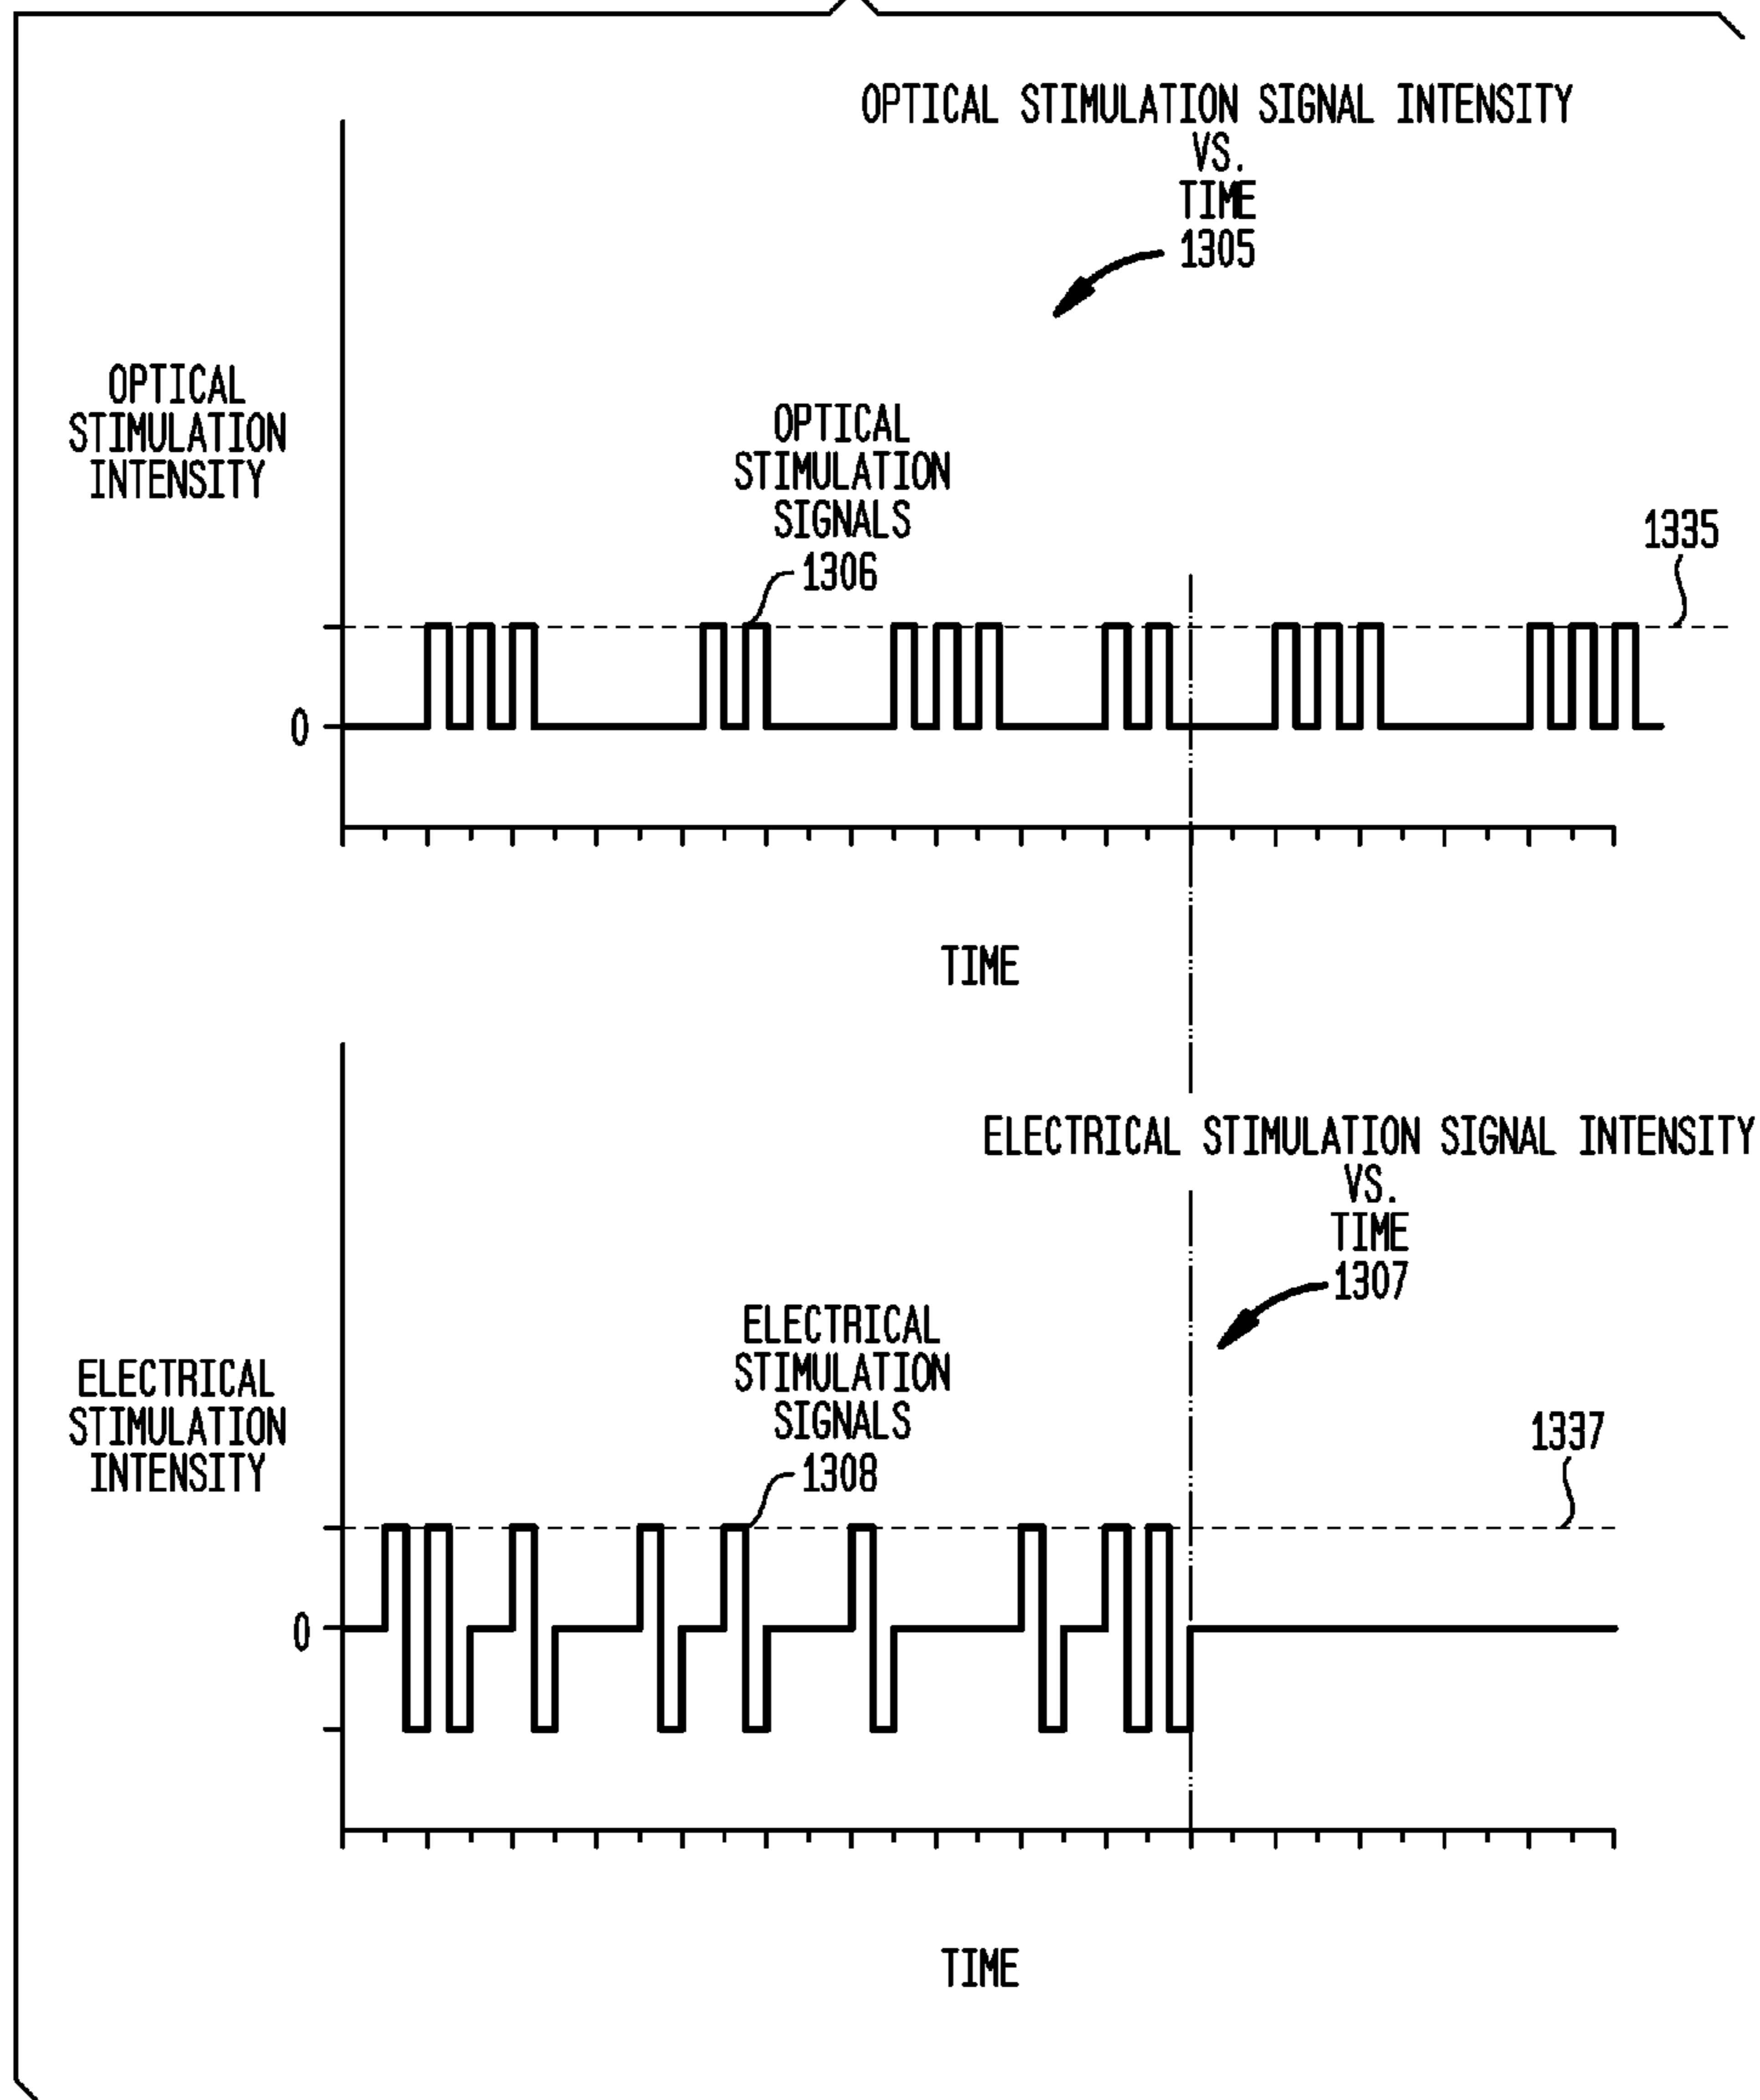 OPTICAL STIMULATION SIGNAL INTENSITY
VS.
TIME
1305
OPTICAL
STIMULATION
INTENSITY
OPTICAL
STIMULATION
SIGNALS
1306
1335
0
TIME
ELECTRICAL STIMULATION SIGNAL INTENSITY
VS.
TIME
1307
ELECTRICAL
STIMULATION
INTENSITY
ELECTRICAL
STIMULATION
SIGNALS
1308
1337
0
TIME